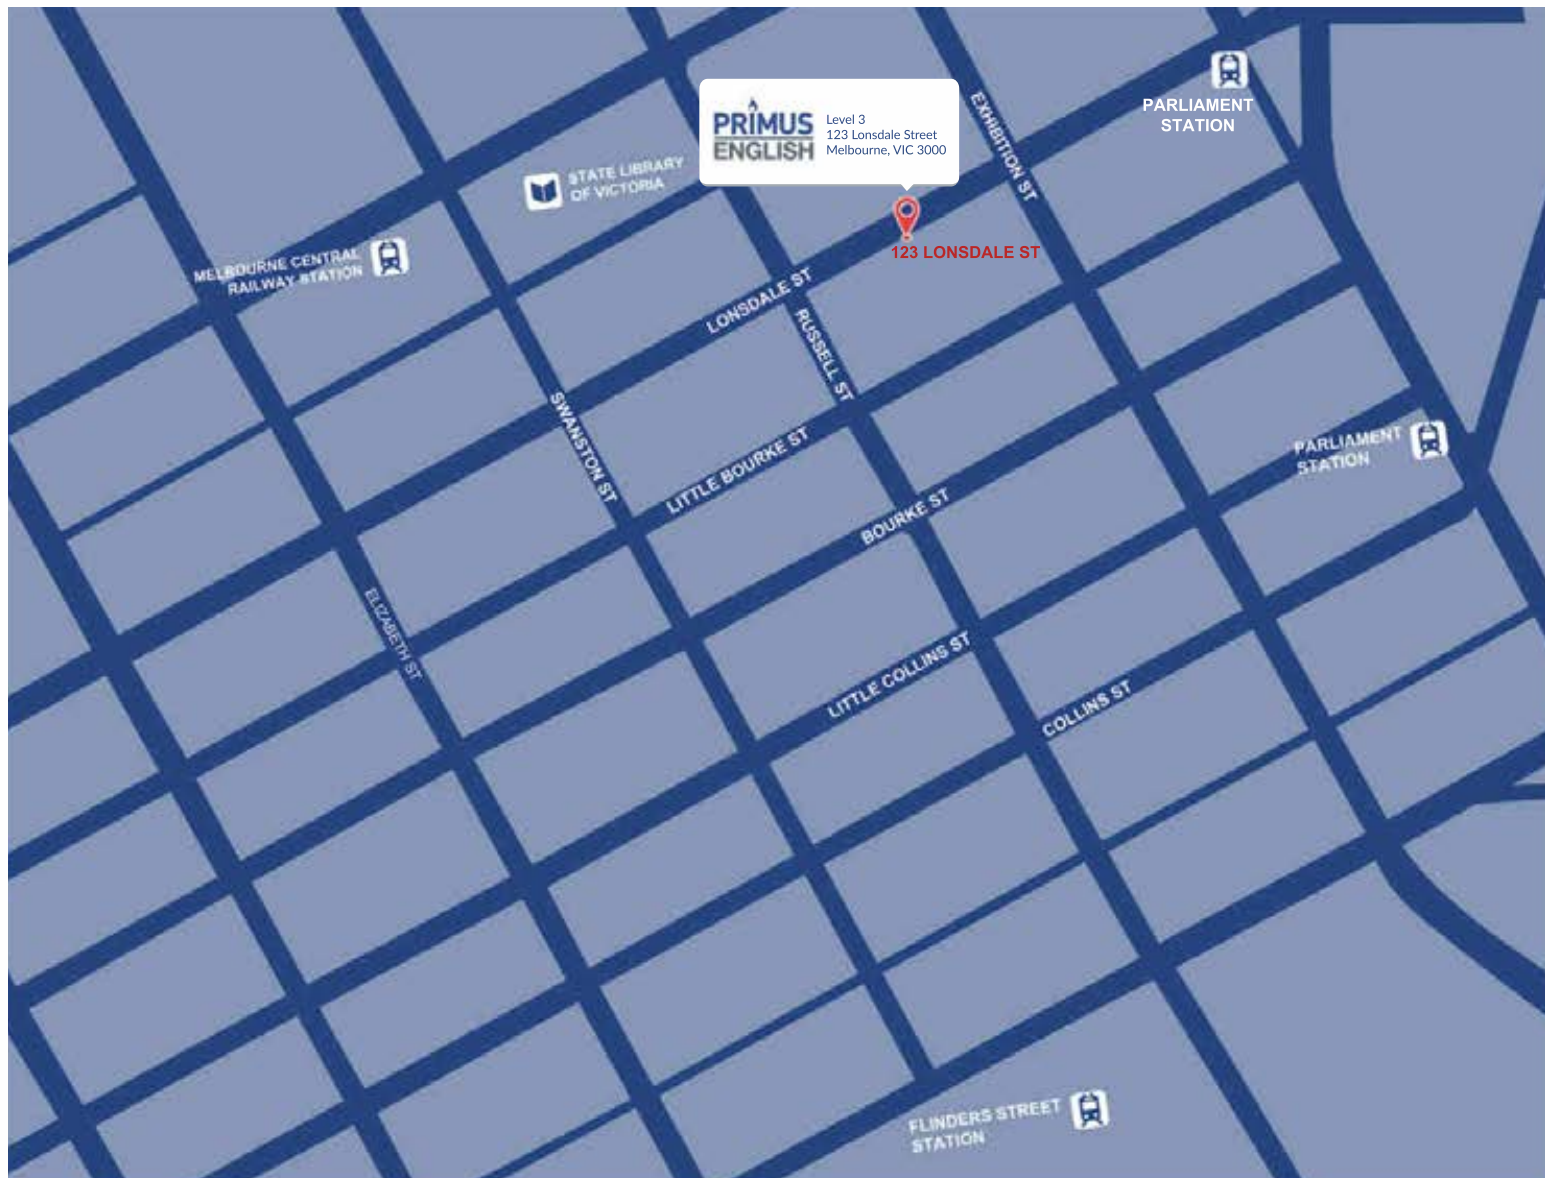 PARLIAMENT
STATION
EXHIBITION ST
PRIMUS
ENGLISH
Level 3
123 Lonsdale Street
Melbourne, VIC 3000
STATE LIBRARY
OF VICTORIA
123 LONSDALE ST
MELBOURNE CENTRAL
RAILWAY STATION
LONSDALE ST
RUSSELL ST
SWANSTON ST
LITTLE BOURKE ST
PARLIAMENT
STATION
BOURKE ST
ELIZABETH ST
LITTLE COLLINS ST
COLLINS ST
FLINDERS STREET
STATION